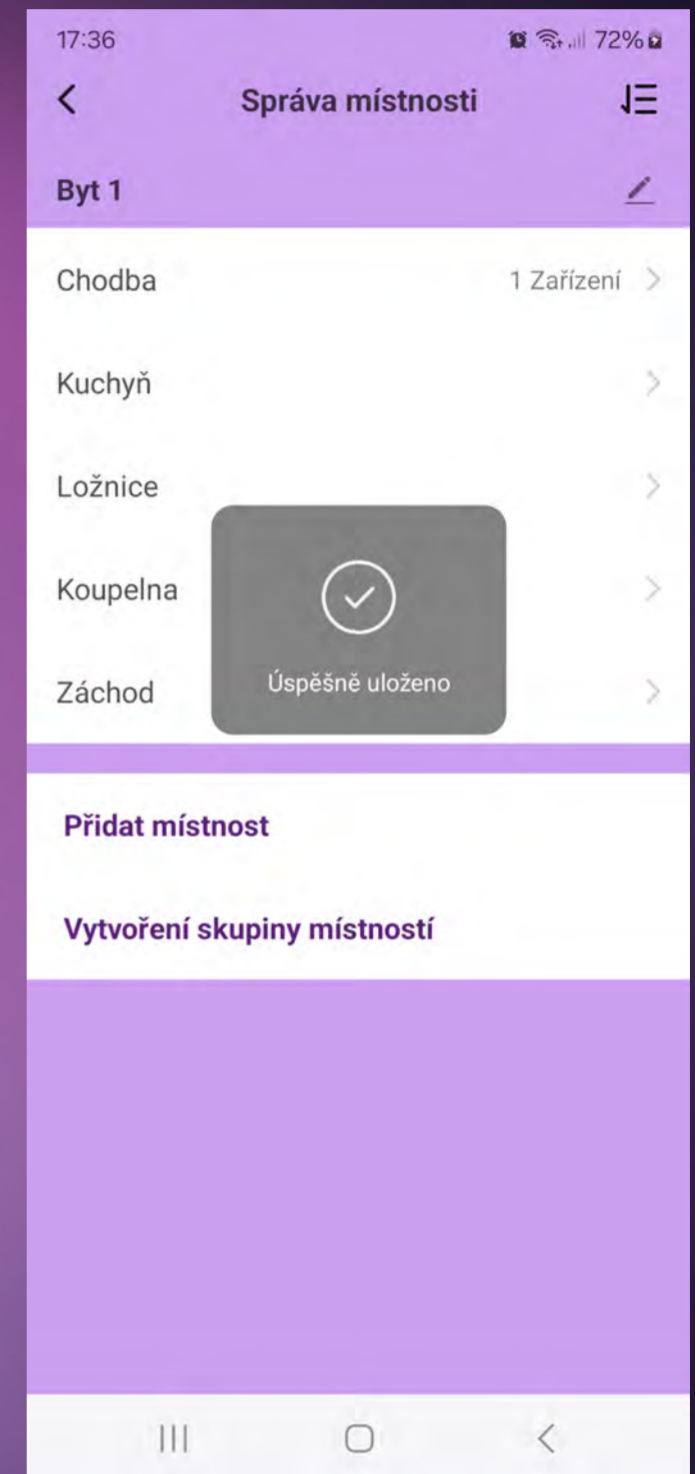 17:36
72%
Správa místnosti
Byt 1
Chodba
1 Zařízení
Kuchyň
Ložnice
Koupelna
Záchod
Úspěšně uloženo
Přidat místnost
Vytvoření skupiny místností